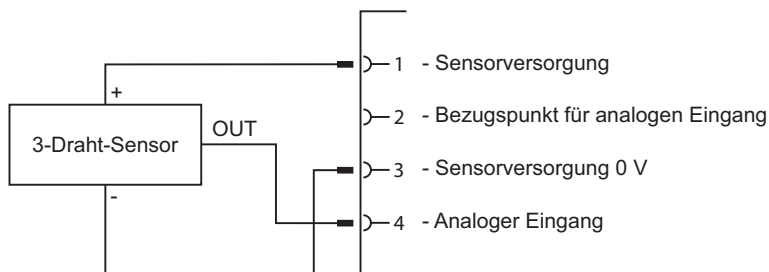 1 - Sensorversorgung
+
2 - Bezugspunkt für analogen Eingang
OUT
3-Draht-Sensor
3 - Sensorversorgung 0 V
-
4 - Analoger Eingang